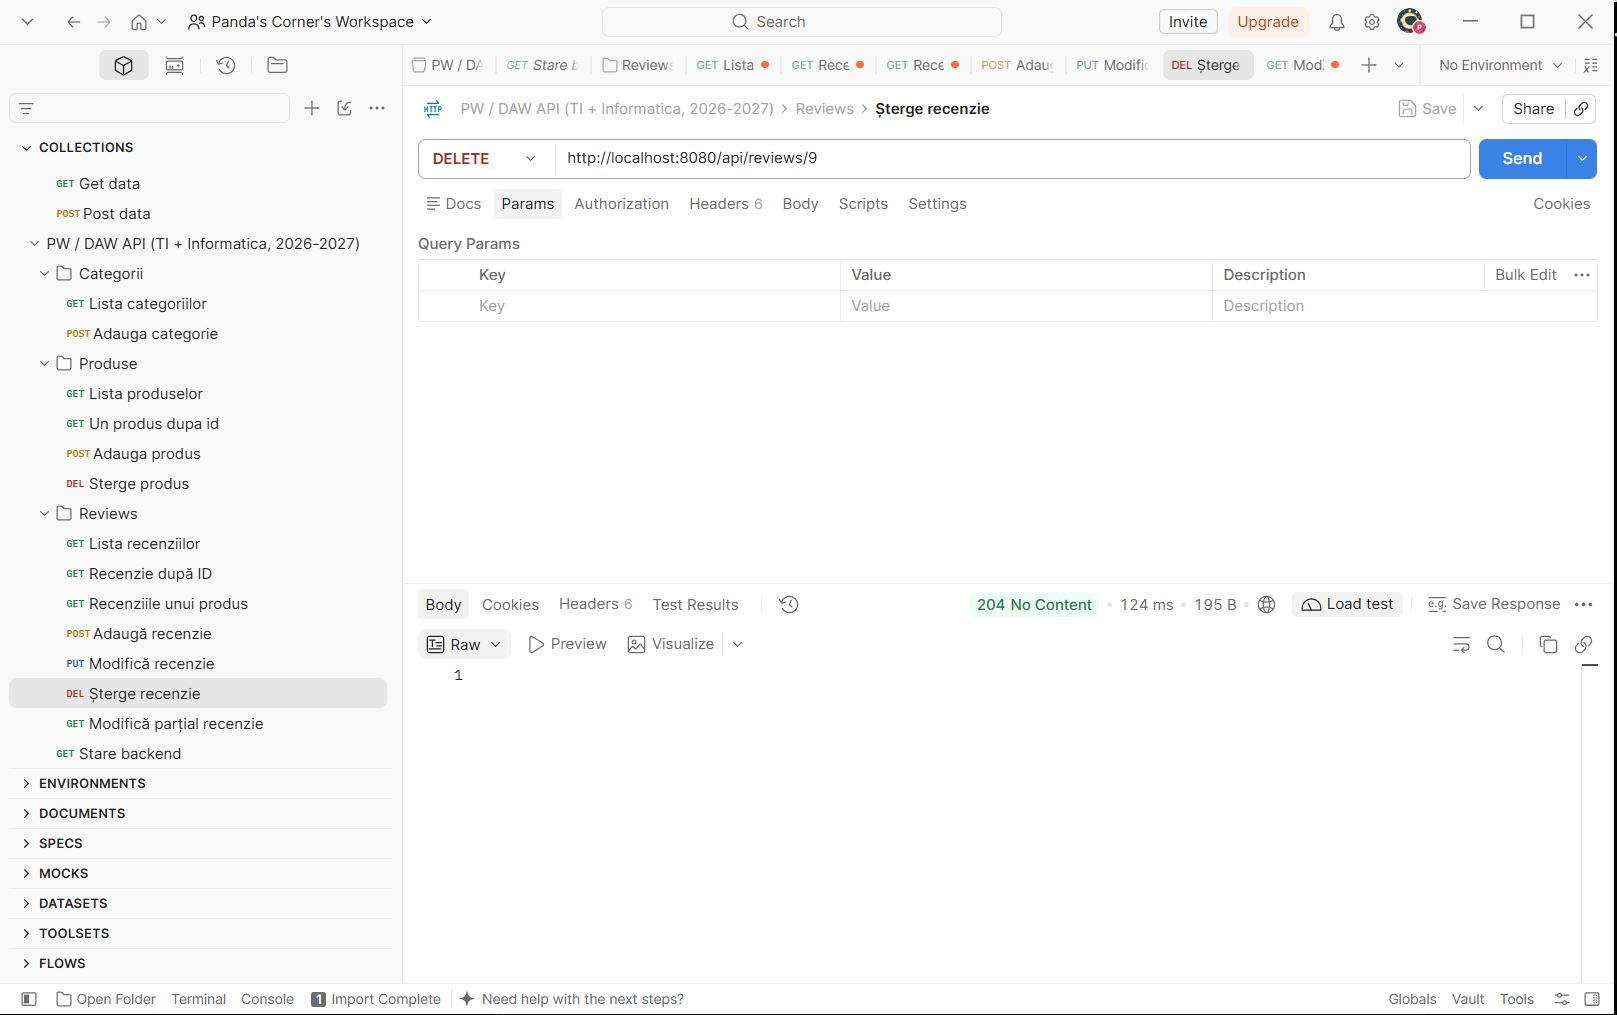 Panda's Corner's Workspace
Search
Invite
Upgrade
PW / DA
GET Stare b
Review
GET Lista
GET Rece
GET Rece
POST Adau
PUT Modifi
DEL Șterge
GET Mod
No Environment
HTTP
PW / DAW API (TI + Informatica, 2026-2027) > Reviews > Șterge recenzie
Save
Share
COLLECTIONS
GET Get data
POST Post data
PW / DAW API (TI + Informatica, 2026-2027)
Categorii
GET Lista categoriilor
POST Adauga categorie
Produse
GET Lista produselor
GET Un produs dupa id
POST Adauga produs
DEL Sterge produs
Reviews
GET Lista recenziilor
GET Recenzie după ID
GET Recenziile unui produs
POST Adaugă recenzie
PUT Modifică recenzie
DEL Șterge recenzie
GET Modifică parțial recenzie
GET Stare backend
ENVIRONMENTS
DOCUMENTS
SPECS
MOCKS
DATASETS
TOOLSETS
FLOWS
DELETE
http://localhost:8080/api/reviews/9
Send
Docs
Params
Authorization
Headers 6
Body
Scripts
Settings
Cookies
Query Params
Key
Value
Description
Bulk Edit
Key
Value
Description
Body
Cookies
Headers 6
Test Results
204 No Content
124 ms
195 B
Load test
e.g. Save Response
Raw
Preview
Visualize
1
Open Folder
Terminal
Console
1 Import Complete
Need help with the next steps?
Globals
Vault
Tools